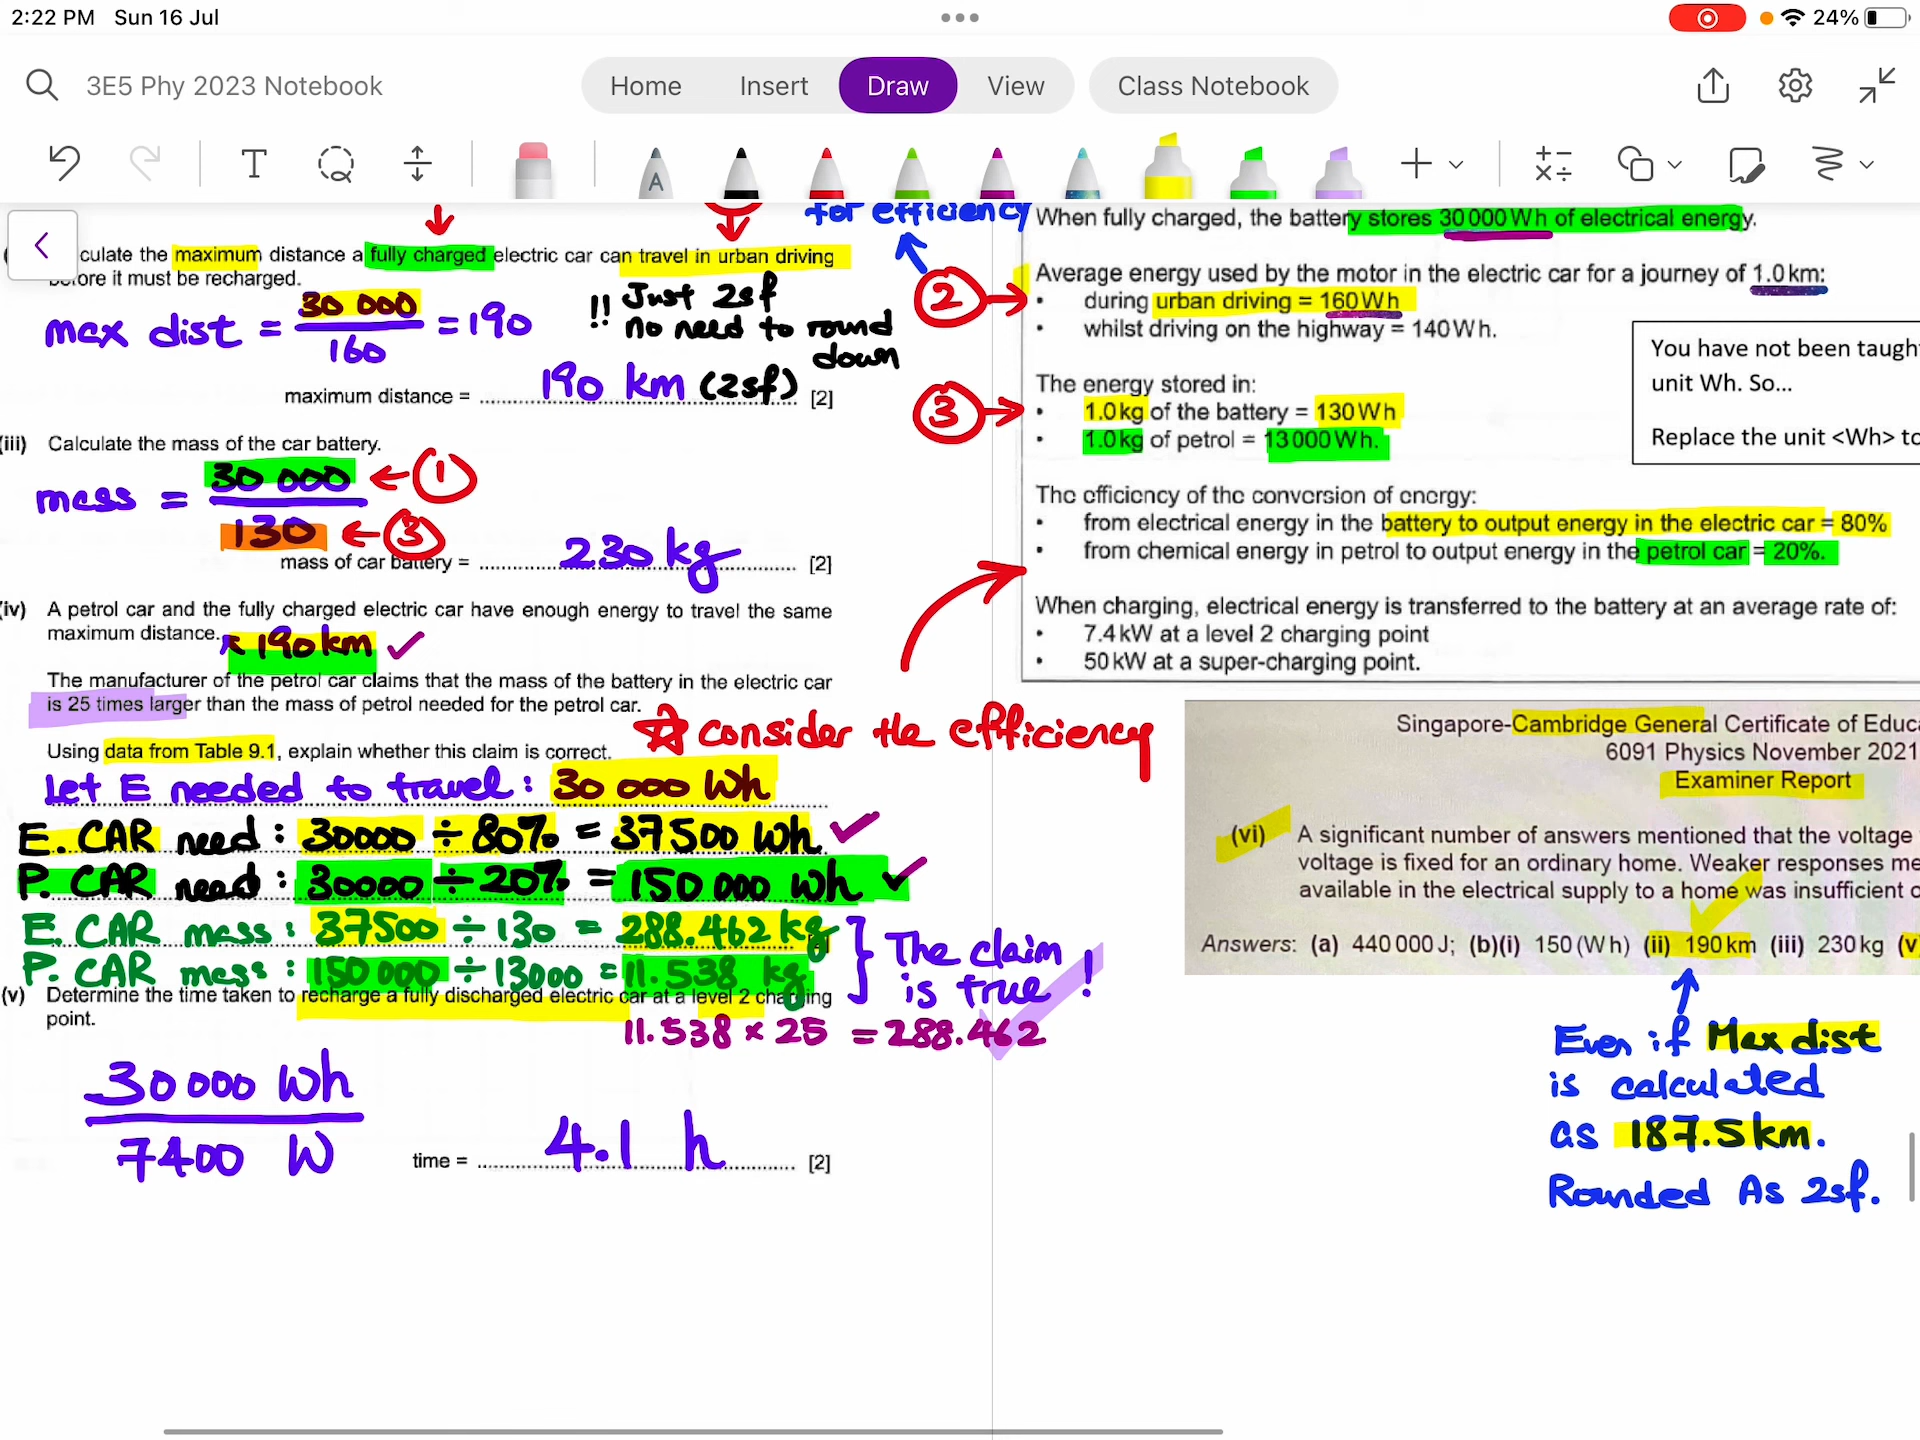 2:22 PM Sun 16 Jul
24%
3E5 Phy 2023 Notebook
Home
Insert
Draw
View
Class Notebook
T
A
for efficiency
culate the maximum distance a fully charged electric car can travel in urban driving
ore it must be recharged.
max dist = 30 000 / 160 = 190
!! Just 2sf
no need to round
down
maximum distance = 190 km (2sf) [2]
(iii) Calculate the mass of the car battery.
mass = 30 000 ← 1
130 ← 3
mass of car battery = 230 kg [2]
iv) A petrol car and the fully charged electric car have enough energy to travel the same
maximum distance.
190 km ✓
The manufacturer of the petrol car claims that the mass of the battery in the electric car
is 25 times larger than the mass of petrol needed for the petrol car.
Using data from Table 9.1, explain whether this claim is correct.
☆ consider the efficiency
Let E needed to travel: 30 000 Wh
E. CAR need: 30000 ÷ 80% = 37500 Wh ✓
P. CAR need: 30000 ÷ 20% = 150 000 Wh ✓
E. CAR mass: 37500 ÷ 130 = 288.462 kg
P. CAR mass: 150 000 ÷ 13000 = 11.538 kg
} The claim
is true!
(v) Determine the time taken to recharge a fully discharged electric car at a level 2 charging
point.
11.538 × 25 = 288.462
30 000 Wh
7400 W
time = 4.1 h [2]
When fully charged, the battery stores 30 000 Wh of electrical energy.
2 → Average energy used by the motor in the electric car for a journey of 1.0 km:
• during urban driving = 160 Wh
• whilst driving on the highway = 140 Wh.
The energy stored in:
3 → • 1.0 kg of the battery = 130 Wh
• 1.0 kg of petrol = 13 000 Wh.
The efficiency of the conversion of energy:
• from electrical energy in the battery to output energy in the electric car = 80%
• from chemical energy in petrol to output energy in the petrol car = 20%.
When charging, electrical energy is transferred to the battery at an average rate of:
• 7.4 kW at a level 2 charging point
• 50 kW at a super-charging point.
You have not been taugh
unit Wh. So...
Replace the unit <Wh> to
Singapore-Cambridge General Certificate of Educa
6091 Physics November 2021
Examiner Report
(vi) A significant number of answers mentioned that the voltage
voltage is fixed for an ordinary home. Weaker responses me
available in the electrical supply to a home was insufficient o
Answers: (a) 440 000 J; (b)(i) 150 (W h) (ii) 190 km (iii) 230 kg (v
Even if Max dist
is calculated
as 187.5 km.
Rounded As 2sf.